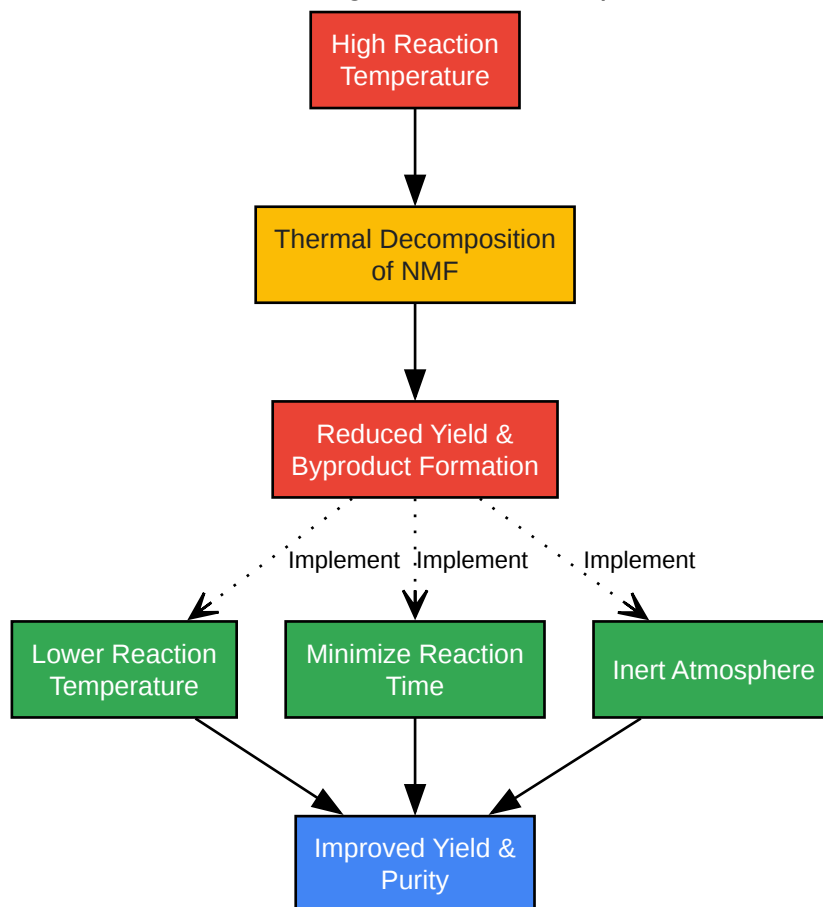 High Reaction
Temperature
Thermal Decomposition
of NMF
Reduced Yield &
Byproduct Formation
Implement
Implement
Implement
Lower Reaction
Temperature
Minimize Reaction
Time
Inert Atmosphere
Improved Yield &
Purity